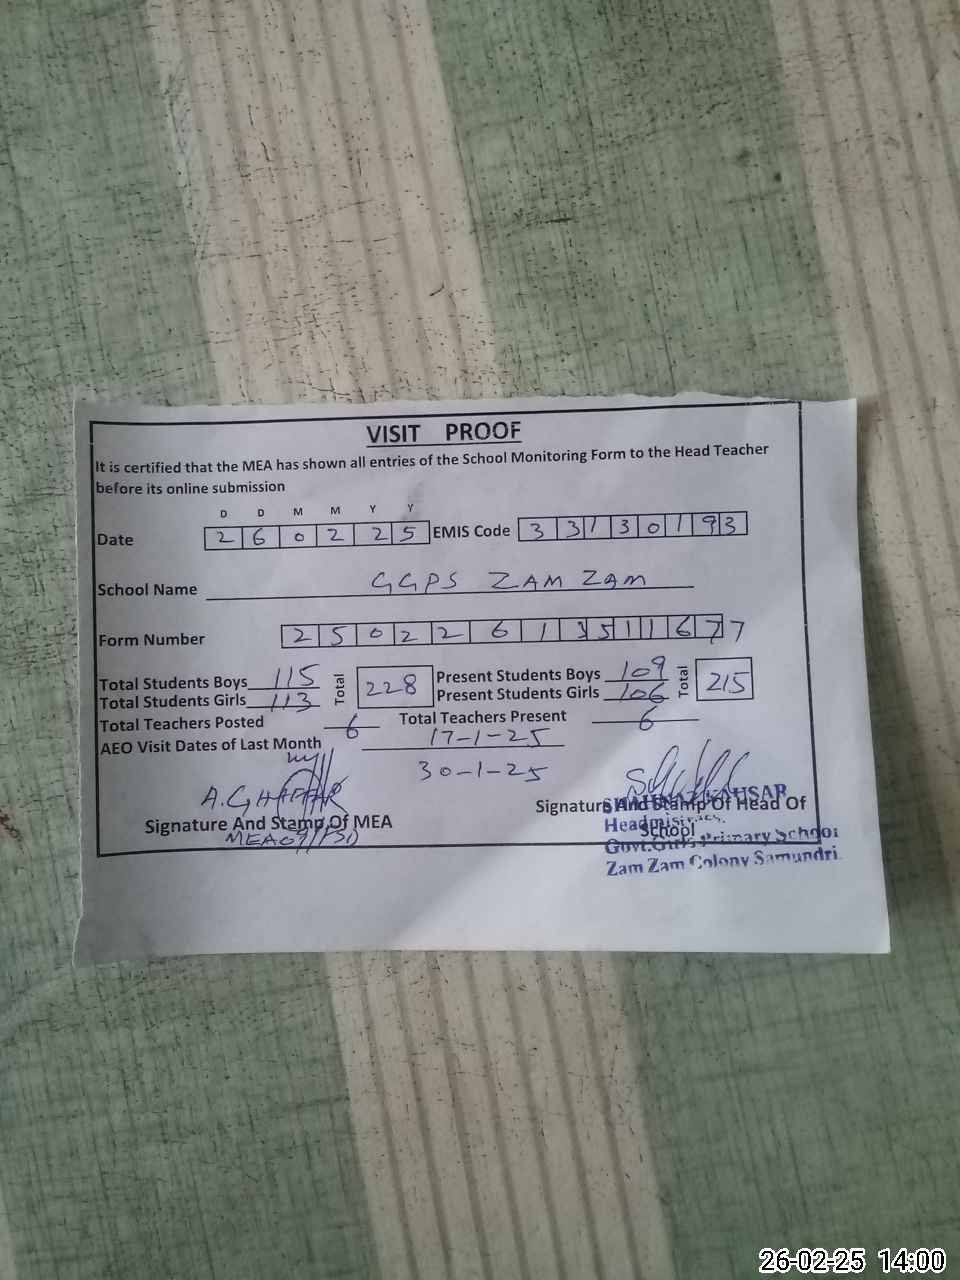 VISIT PROOF
It is certified that the MEA has shown all entries of the School Monitoring Form to the Head Teacher
before its online submission
D D M M Y Y
Date 2 6 0 2 2 5 EMIS Code 3 3 1 3 0 1 9 3
School Name GGPS ZAM ZAM
Form Number 2 5 0 2 2 6 1 3 5 1 1 6 7 7
Total Students Boys 115 Total 228 Present Students Boys 109 Total 215
Total Students Girls 113 Present Students Girls 106
Total Teachers Posted 6 Total Teachers Present 6
AEO Visit Dates of Last Month 17-1-25
30-1-25
A. GHAFFAR
Signature And Stamp Of MEA
Signature And Stamp Of Head Of
School
KAUSAR
Headmistress
Govt. Girls Primary School
Zam Zam Colony Samundri.
26-02-25 14:00